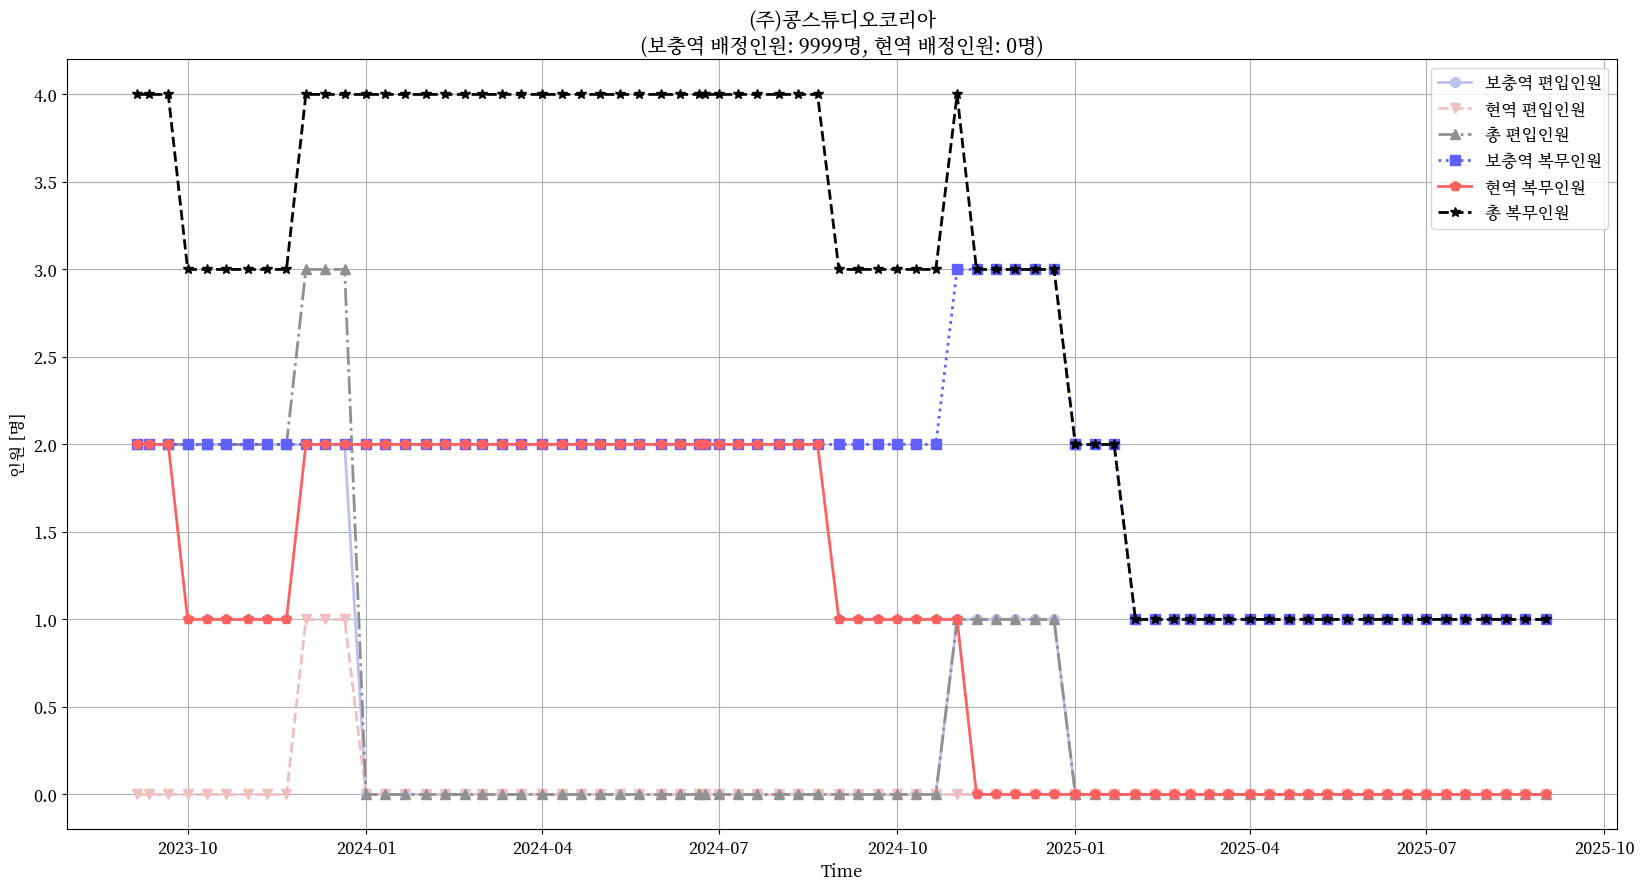 (주)콩스튜디오코리아
(보충역 배정인원: 9999명, 현역 배정인원: 0명)
보충역 편입인원
현역 편입인원
총 편입인원
보충역 복무인원
현역 복무인원
총 복무인원
인원 [명]
4.0
3.5
3.0
2.5
2.0
1.5
1.0
0.5
0.0
2023-10
2024-01
2024-04
2024-07
2024-10
2025-01
2025-04
2025-07
2025-10
Time